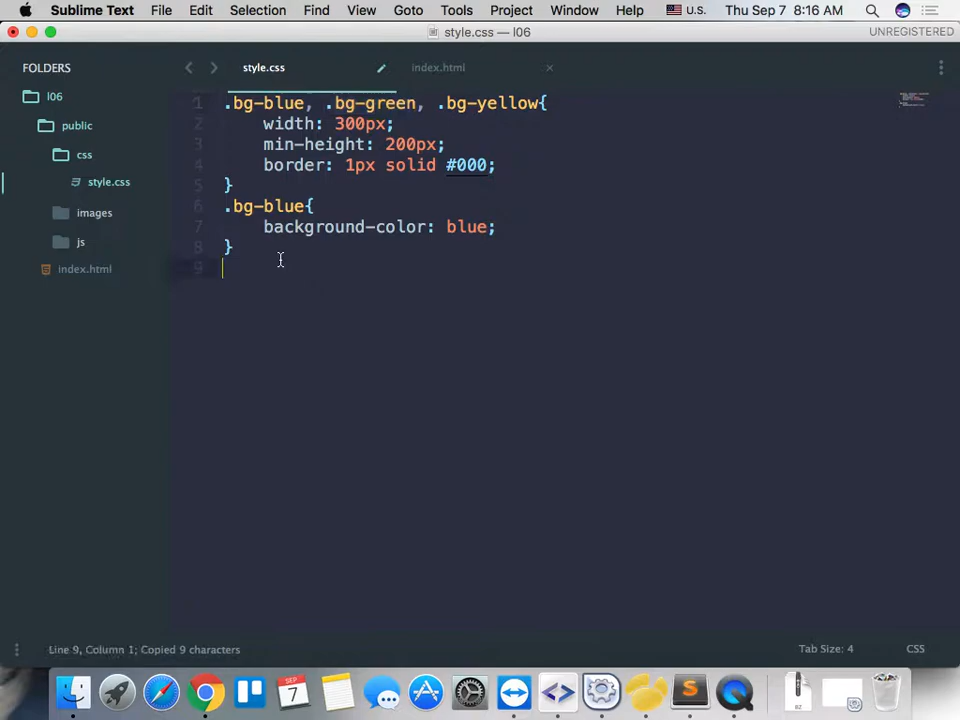 Sublime Text File Edit Selection Find View Goto Tools Project Window Help U.S. Thu Sep 7 8:16 AM
style.css — l06 UNREGISTERED
FOLDERS
l06
public
css
style.css
images
js
index.html
style.css index.html
1 .bg-blue, .bg-green, .bg-yellow{
2 width: 300px;
3 min-height: 200px;
4 border: 1px solid #000;
5 }
6 .bg-blue{
7 background-color: blue;
8 }
9
Line 9, Column 1; Copied 9 characters Tab Size: 4 CSS
SEP
7